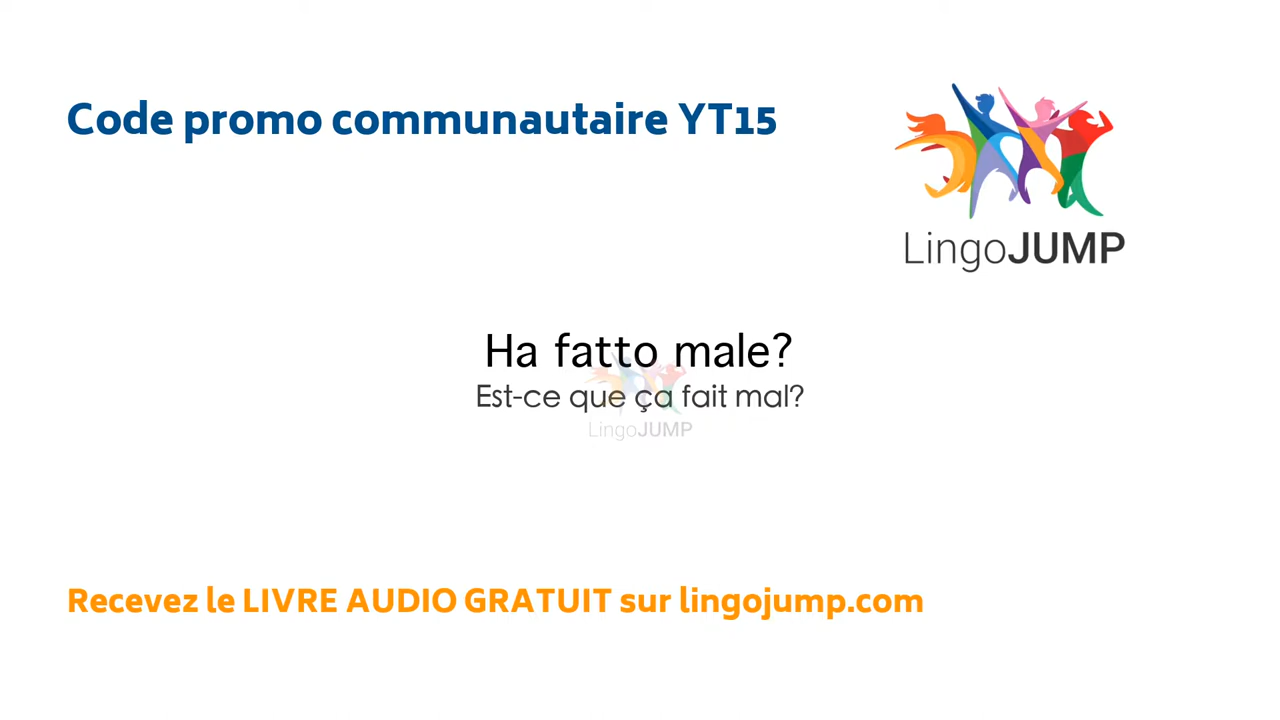 Code promo communautaire YT15
LingoJUMP
Ha fatto male?
Est-ce que ça fait mal?
LingoJUMP
Recevez le LIVRE AUDIO GRATUIT sur lingojump.com